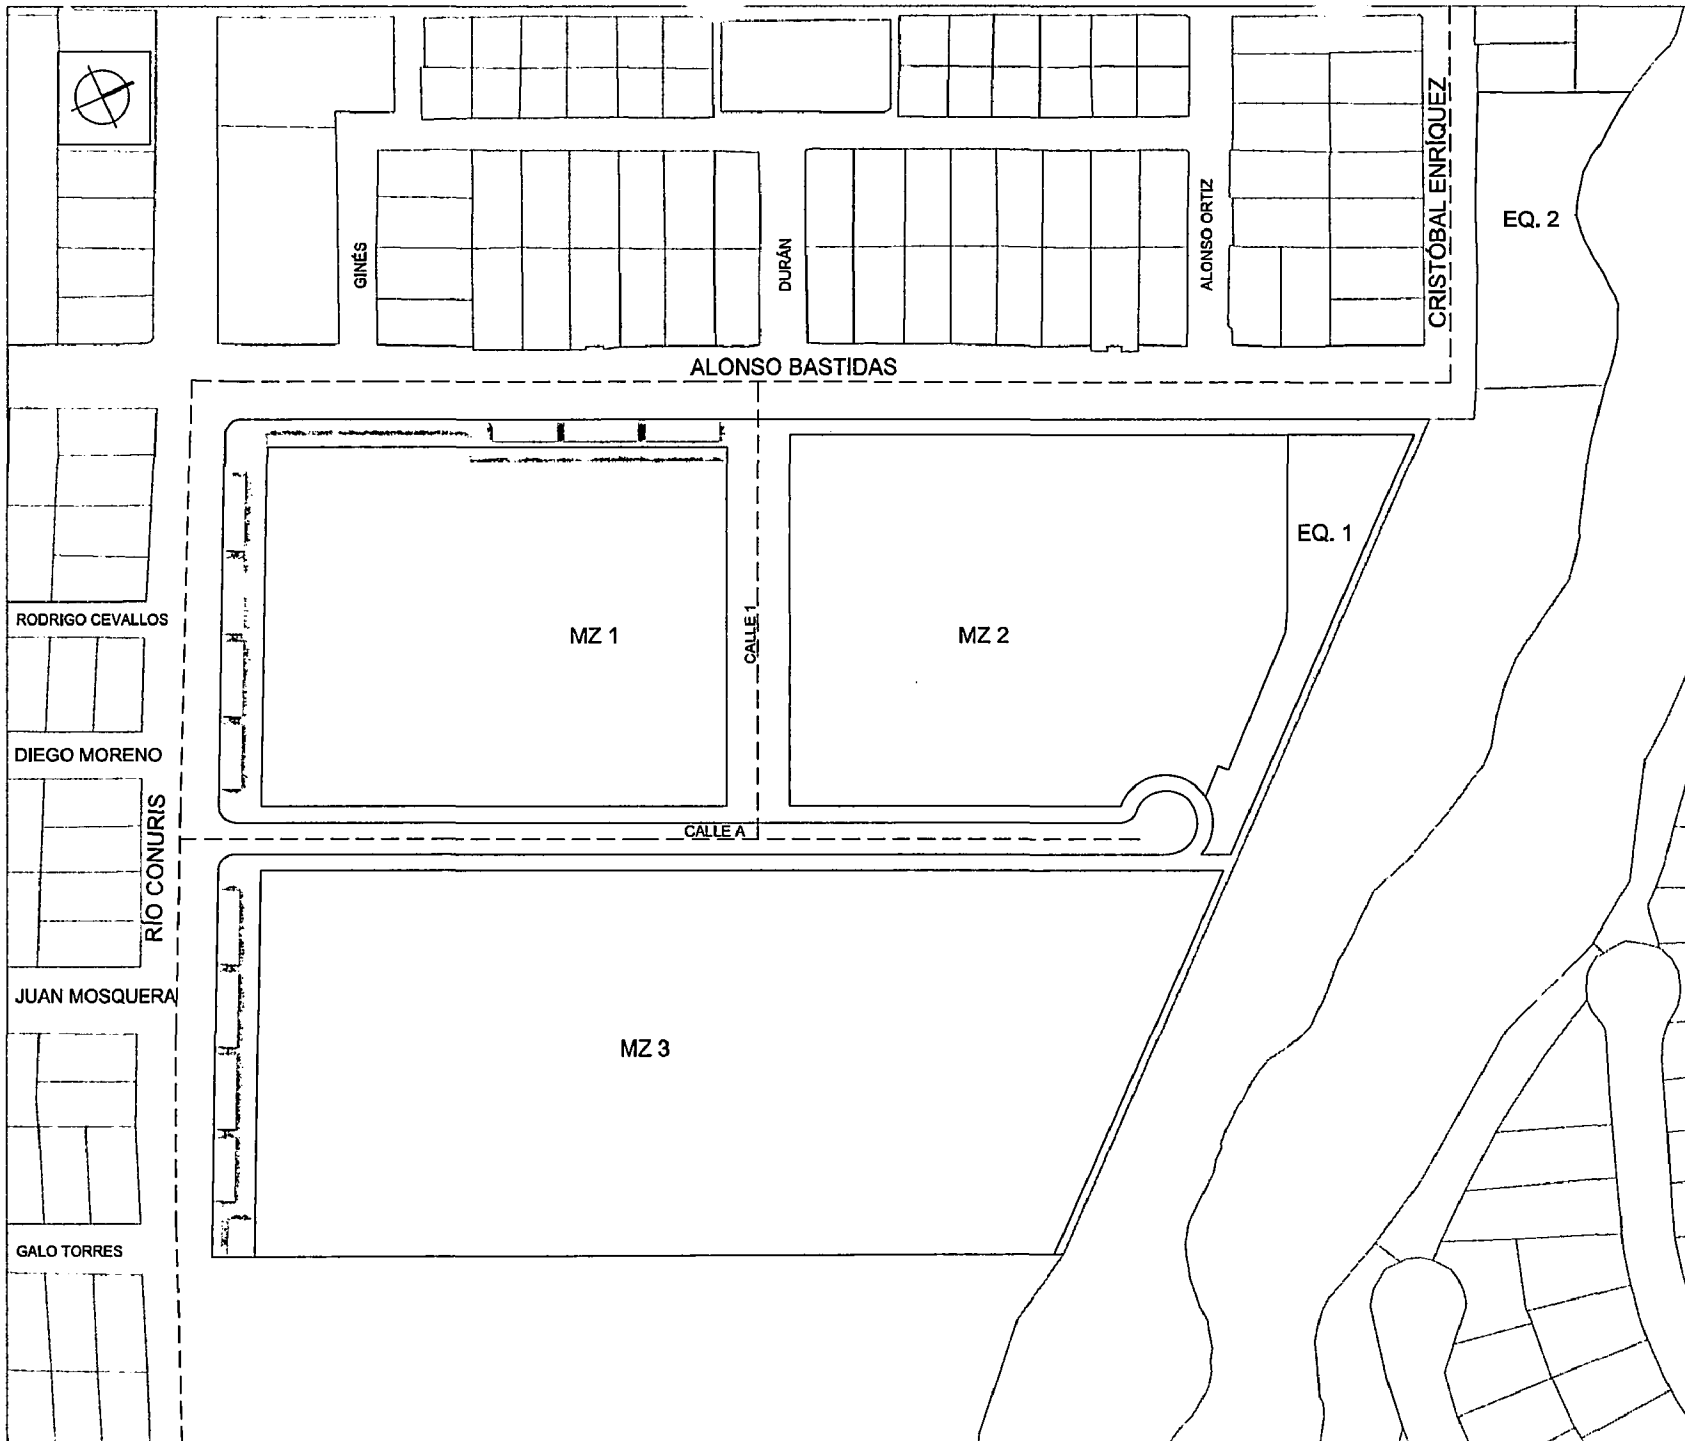 CRISTÓBAL ENRÍQUEZ
EQ. 2
GINÉS
DURÁN
ALONSO ORTIZ
ALONSO BASTIDAS
EQ. 1
RODRIGO CEVALLOS
MZ 1
CALLE 1
MZ 2
DIEGO MORENO
RÍO CONURIS
CALLE A
JUAN MOSQUERA
MZ 3
GALO TORRES